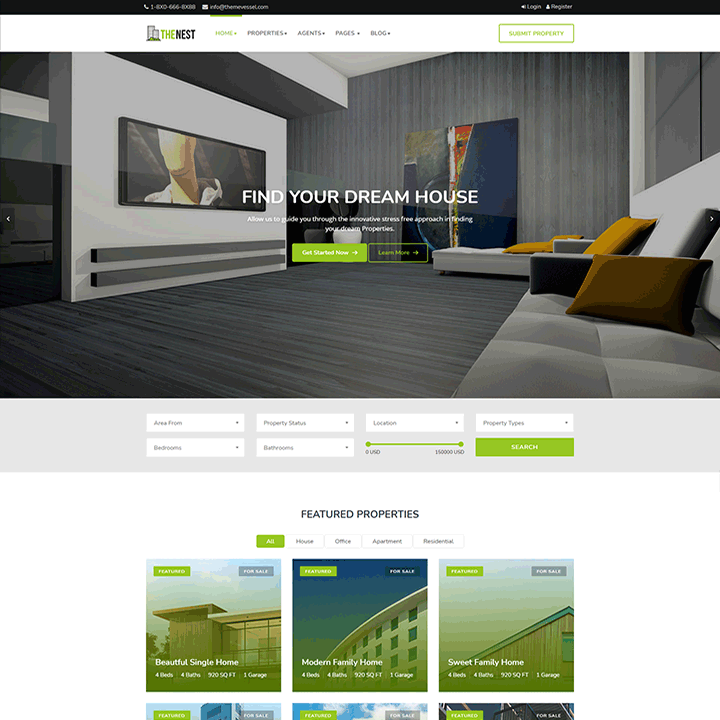 1-8X0-666-8X88 info@themevessel.com Login Register
THENEST HOME PROPERTIES AGENTS PAGES BLOG SUBMIT PROPERTY
FIND YOUR DREAM HOUSE
Allow us to guide you through the innovative stress free approach in finding
your dream Properties.
Get Started Now Learn More
Area From Property Status Location Property Types
Bedrooms Bathrooms 0 USD 150000 USD SEARCH
FEATURED PROPERTIES
All House Office Apartment Residential
FEATURED FOR SALE FEATURED FOR SALE FEATURED FOR SALE
Beautful Single Home Modern Family Home Sweet Family Home
4 Beds 4 Baths 920 SQ FT 1 Garage 4 Beds 4 Baths 920 SQ FT 1 Garage 4 Beds 4 Baths 920 SQ FT 1 Garage
FEATURED FOR SALE FEATURED FOR SALE FEATURED FOR SALE